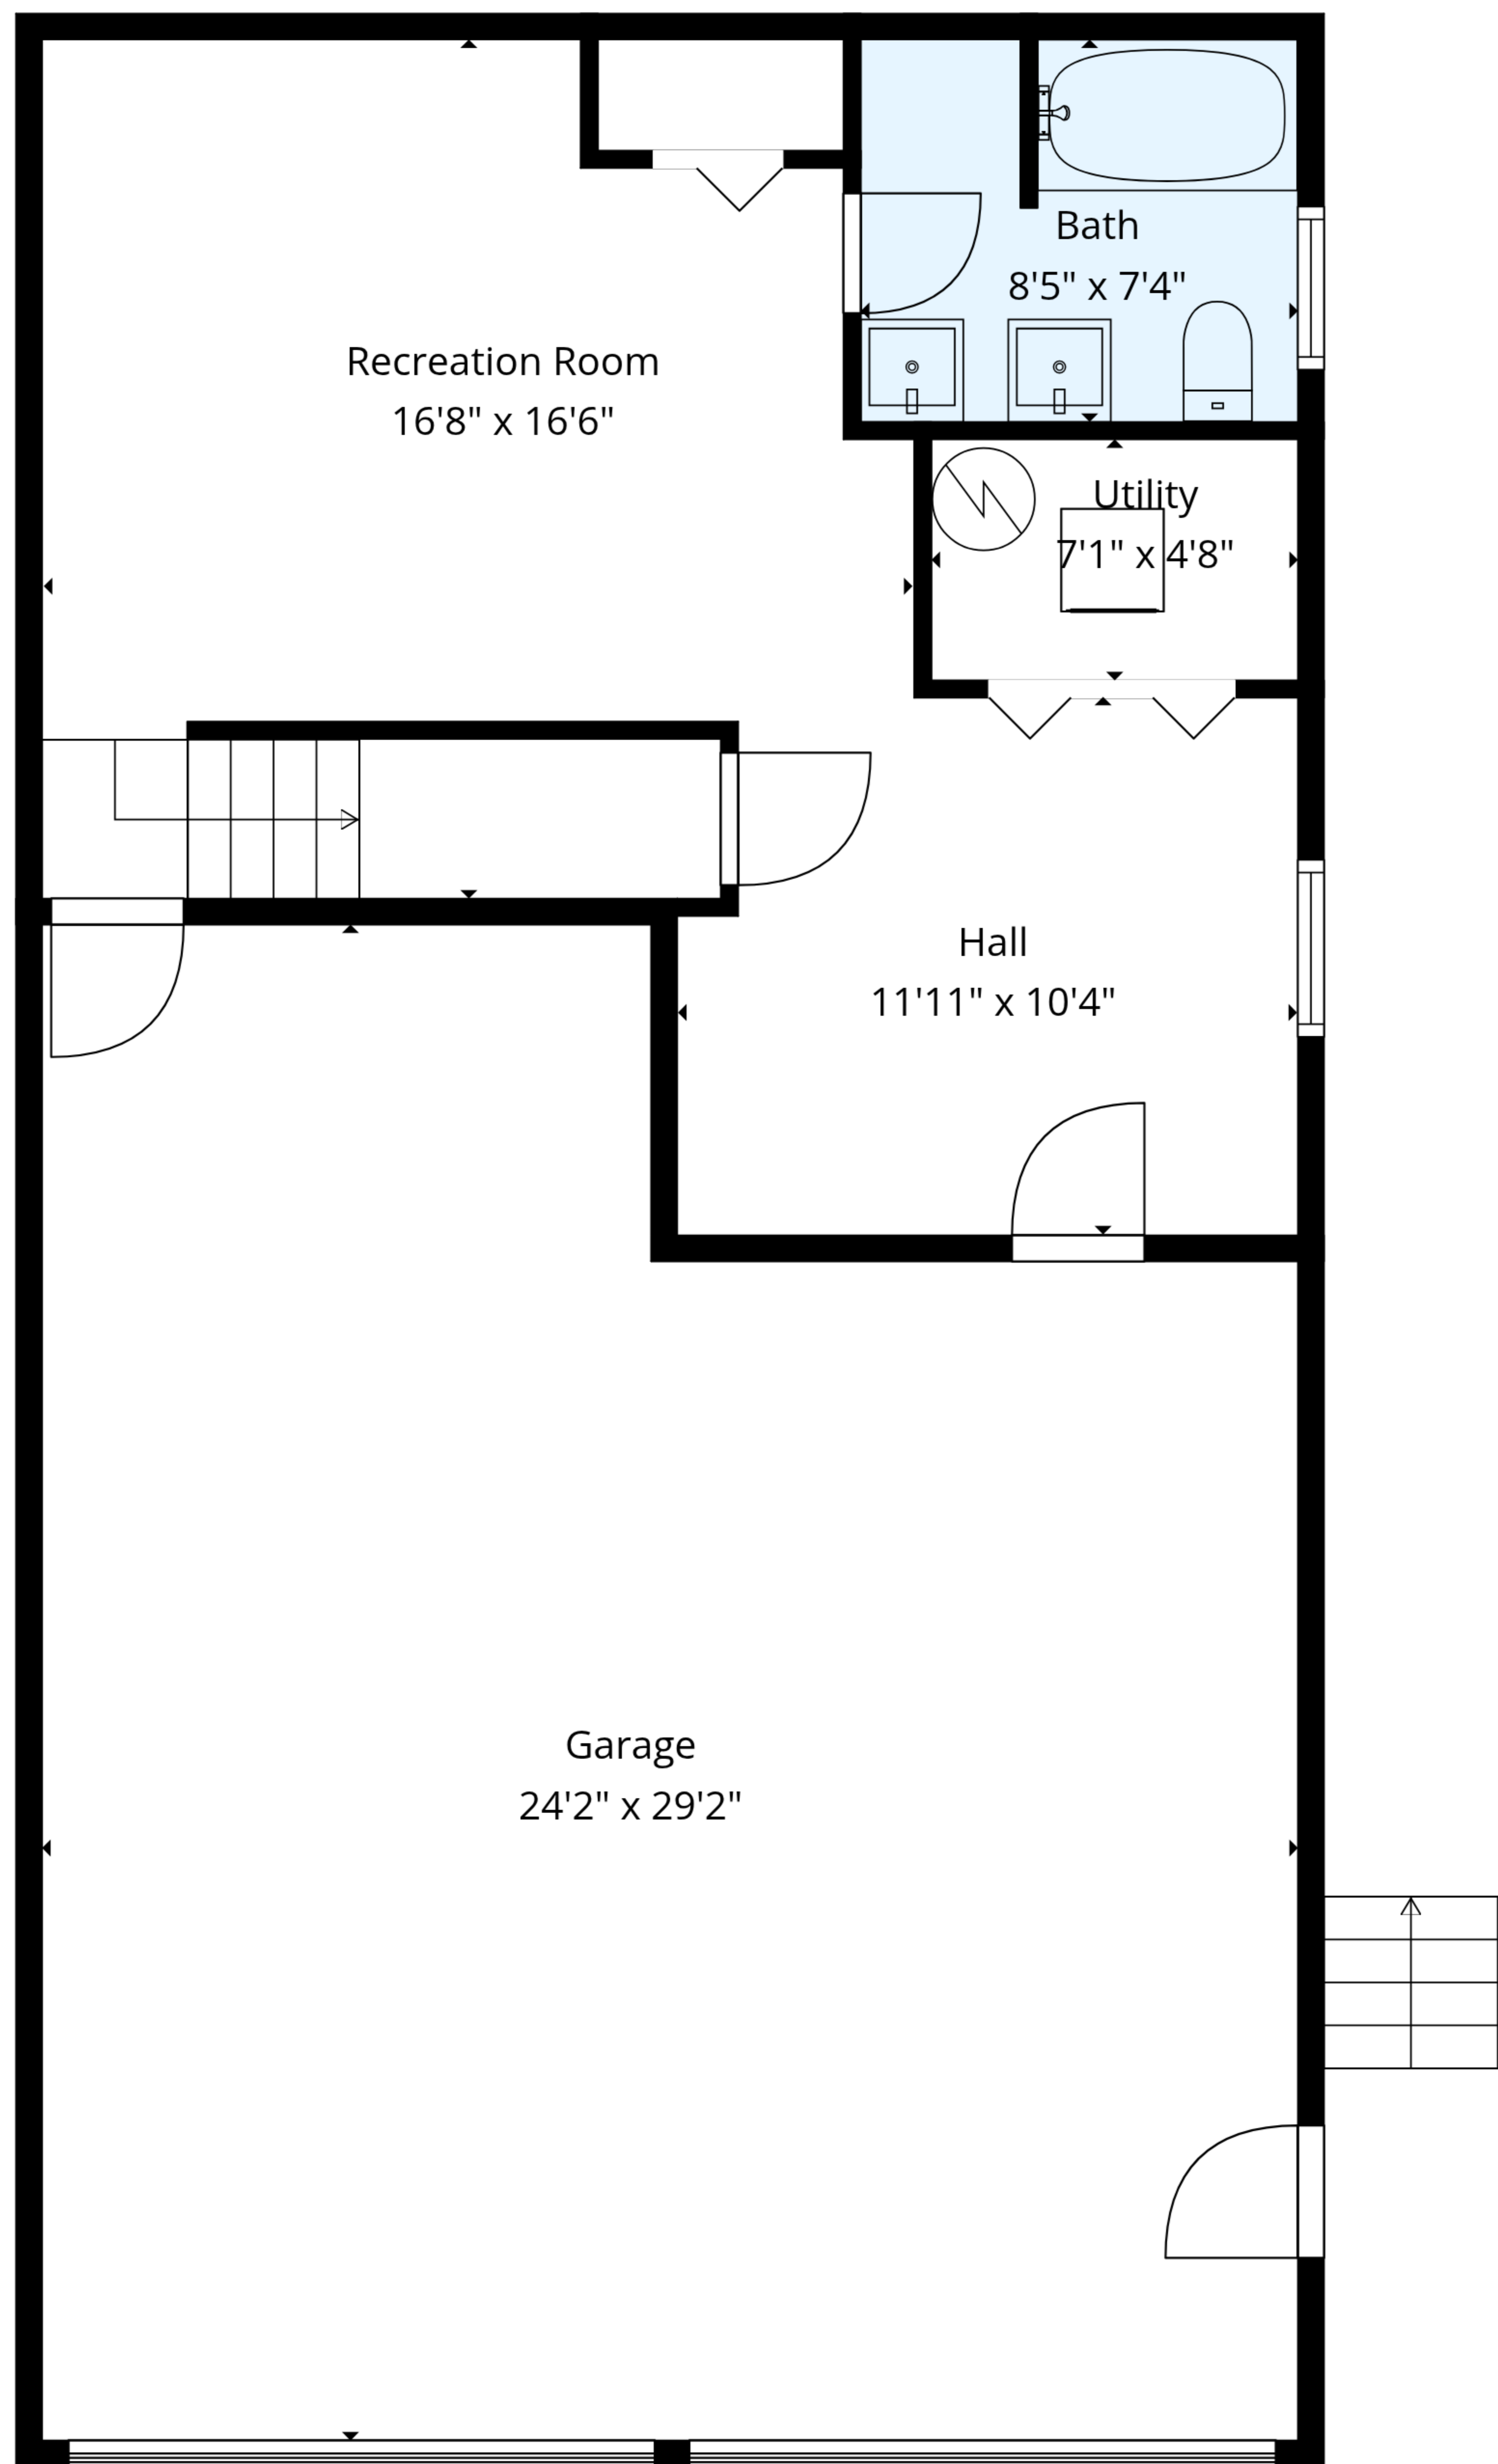 Bath
8'5" x 7'4"
Recreation Room
16'8" x 16'6"
Utility
7'1" x 4'8"
Hall
11'11" x 10'4"
Garage
24'2" x 29'2"